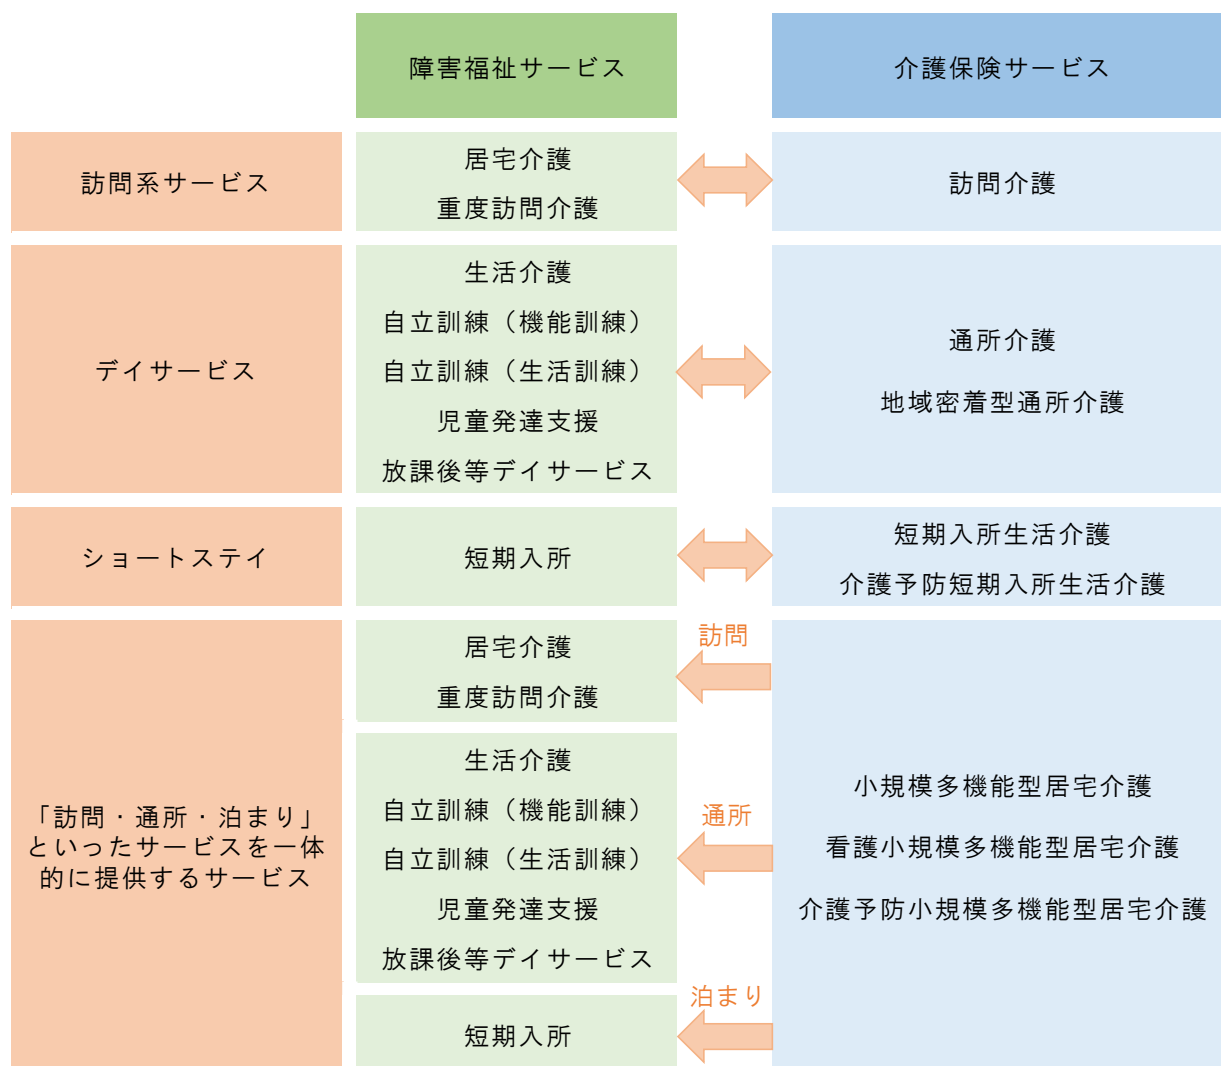 障害福祉サービス
介護保険サービス
訪問系サービス
居宅介護
重度訪問介護
訪問介護
デイサービス
生活介護
自立訓練（機能訓練）
自立訓練（生活訓練）
児童発達支援
放課後等デイサービス
通所介護
地域密着型通所介護
ショートステイ
短期入所
短期入所生活介護
介護予防短期入所生活介護
「訪問・通所・泊まり」
といったサービスを一体
的に提供するサービス
居宅介護
重度訪問介護
訪問
生活介護
自立訓練（機能訓練）
自立訓練（生活訓練）
児童発達支援
放課後等デイサービス
通所
短期入所
泊まり
小規模多機能型居宅介護
看護小規模多機能型居宅介護
介護予防小規模多機能型居宅介護